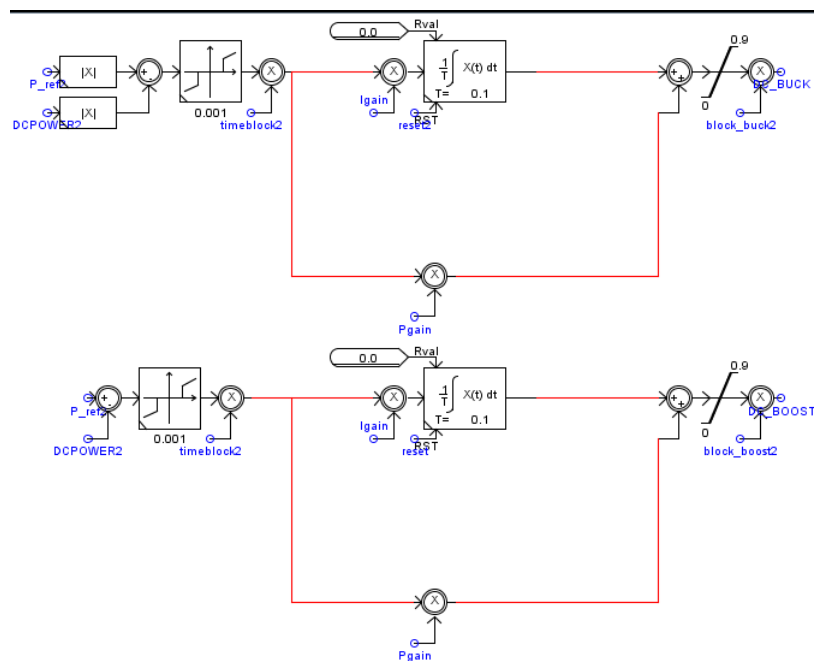 0.0
Rval
|X|
P_ref2
|X|
DCPOWER2
+
-
0.001
X
timeblock2
X
Igain
1/T ∫ X(t) dt
T= 0.1
reset2
RST
+
+
0.9
0
X
DS_BUCK
block_buck2
X
Pgain
0.0
Rval
P_ref2
+
-
DCPOWER2
0.001
X
timeblock2
X
Igain
1/T ∫ X(t) dt
T= 0.1
reset
RST
+
+
0.9
0
X
DS_BOOST
block_boost2
X
Pgain